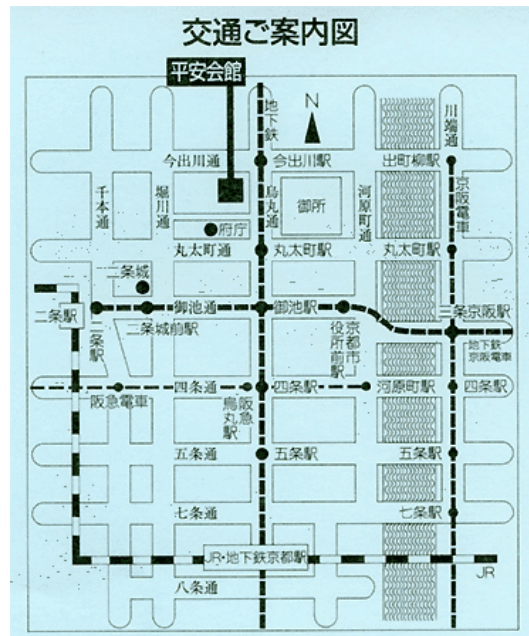 交通ご案内図
平安会館
地下鉄
N
川端通
今出川通
今出川駅
出町柳駅
千本通
堀川通
烏丸通
御所
河原町通
京阪電車
府庁
丸太町通
丸太町駅
丸太町駅
二条城
二条駅
御池通
御池駅
三条京阪駅
二条駅
二条城前駅
京都市
役所前駅
地下鉄
京阪電車
四条通
四条駅
河原町駅
四条駅
阪急電車
阪急
烏丸駅
五条通
五条駅
五条駅
七条通
七条駅
JR・地下鉄京都駅
JR
八条通